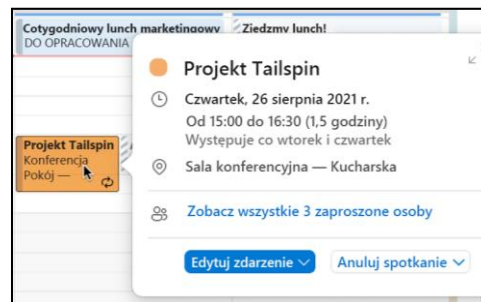 Cotygodniowy lunch marketingowy
DO OPRACOWANIA
Ziedzmy lunch!
Projekt Tailspin
Konferencja
Pokój —
Projekt Tailspin
Czwartek, 26 sierpnia 2021 r.
Od 15:00 do 16:30 (1,5 godziny)
Występuje co wtorek i czwartek
Sala konferencyjna — Kucharska
Zobacz wszystkie 3 zaproszone osoby
Edytuj zdarzenie
Anuluj spotkanie